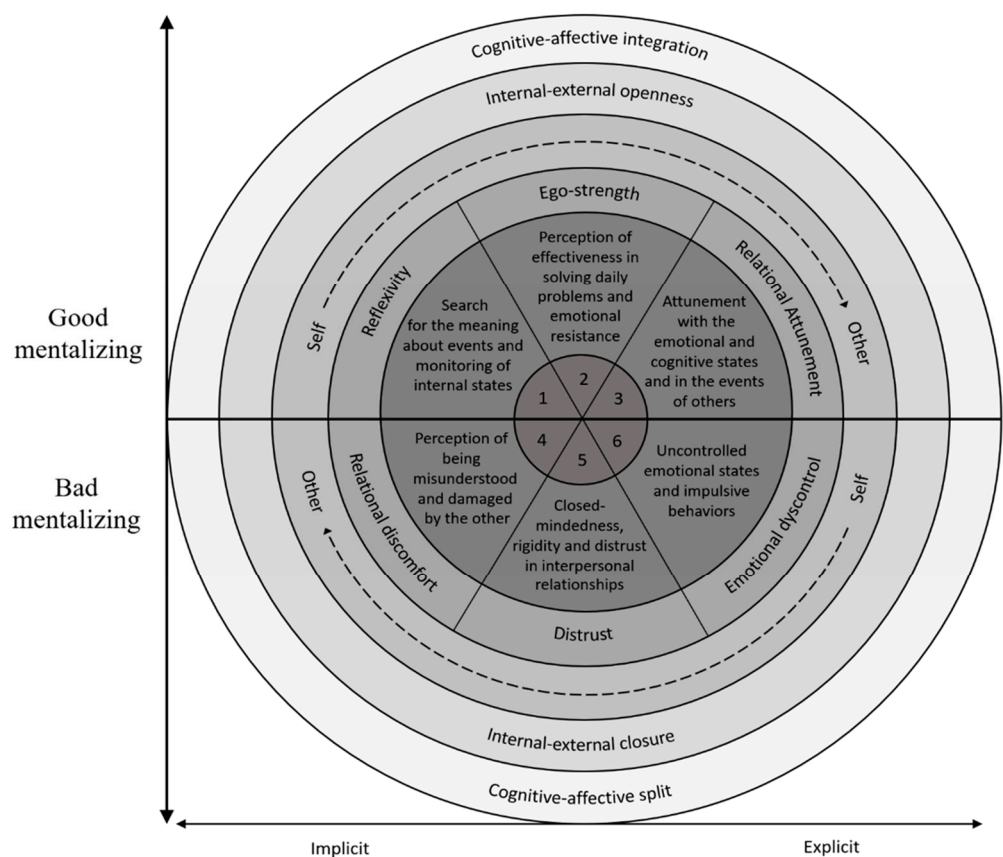 Cognitive-affective integration
Internal-external openness
Ego-strength
Reflexivity
Relational Attunement
Self
Other
Perception of
effectiveness in
solving daily
problems and
emotional
resistance
Search
for the meaning
about events and
monitoring of
internal states
Attunement
with the
emotional and
cognitive states
and in the events
of others
Good
mentalizing
1
2
3
4
5
6
Bad
mentalizing
Perception of
being
misunderstood
and damaged
by the other
Closed-
mindedness,
rigidity and distrust
in interpersonal
relationships
Uncontrolled
emotional states
and impulsive
behaviors
Other
Self
Relational discomfort
Emotional dyscontrol
Distrust
Internal-external closure
Cognitive-affective split
Implicit
Explicit